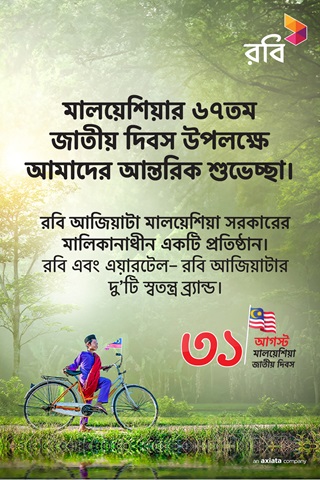 রবি
মালয়েশিয়ার ৬৭তম
জাতীয় দিবস উপলক্ষে
আমাদের আন্তরিক শুভেচ্ছা।
রবি আজিয়াটা মালয়েশিয়া সরকারের
মালিকানাধীন একটি প্রতিষ্ঠান।
রবি এবং এয়ারটেল– রবি আজিয়াটার
দু'টি স্বতন্ত্র ব্র্যান্ড।
৩১ আগস্ট
মালয়েশিয়া
জাতীয় দিবস
an axiata company